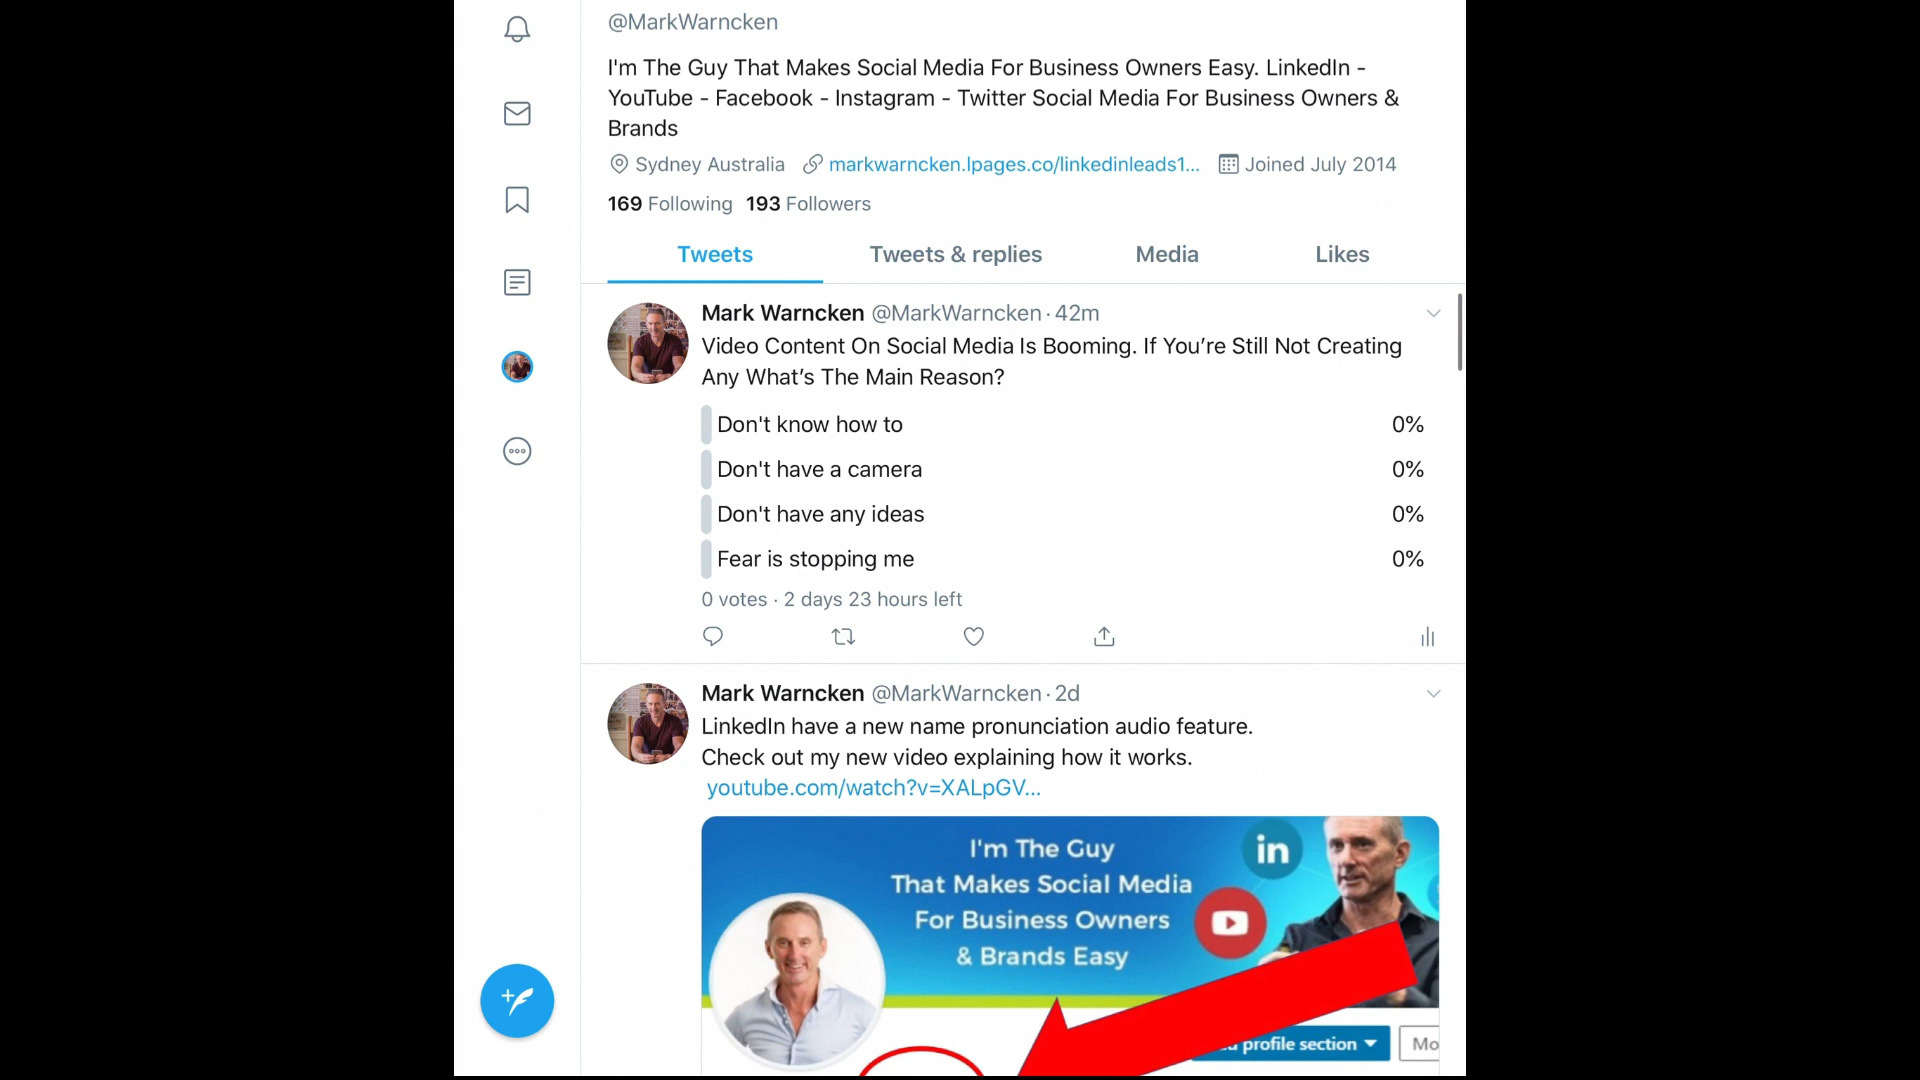 @MarkWarncken
I'm The Guy That Makes Social Media For Business Owners Easy. LinkedIn -
YouTube - Facebook - Instagram - Twitter Social Media For Business Owners &
Brands
Sydney Australia markwarncken.lpages.co/linkedinleads1... Joined July 2014
169 Following 193 Followers
Tweets Tweets & replies Media Likes
Mark Warncken @MarkWarncken · 42m
Video Content On Social Media Is Booming. If You’re Still Not Creating
Any What’s The Main Reason?
Don't know how to 0%
Don't have a camera 0%
Don't have any ideas 0%
Fear is stopping me 0%
0 votes · 2 days 23 hours left
Mark Warncken @MarkWarncken · 2d
LinkedIn have a new name pronunciation audio feature.
Check out my new video explaining how it works.
youtube.com/watch?v=XALpGV...
I'm The Guy
That Makes Social Media
For Business Owners
& Brands Easy
in
profile section